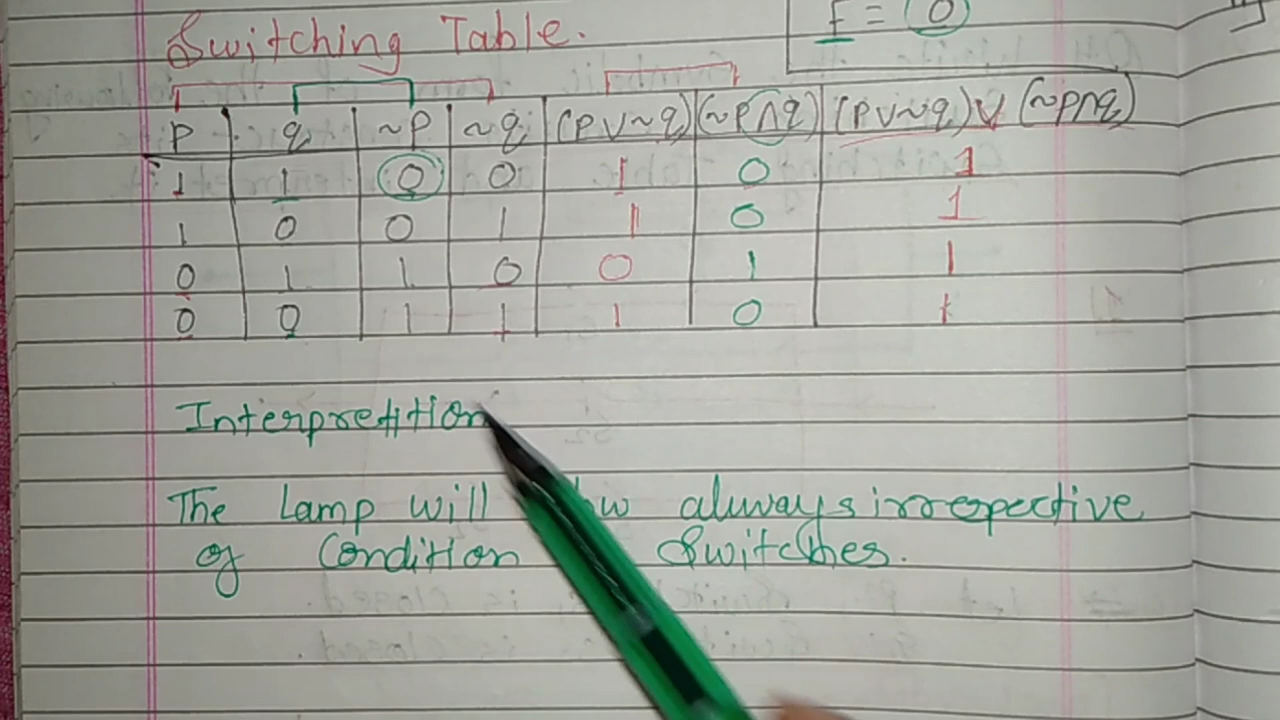 F = 0
Switching Table.
p q ~p ~q (p∨~q) (~p∧q) (p∨~q)∨(~p∧q)
1 1 0 0 1 0 1
1 0 0 1 1 0 1
0 1 1 0 0 1 1
0 0 1 1 1 0 1
Interpretition
The Lamp will always irrespective
of Condition Switches.